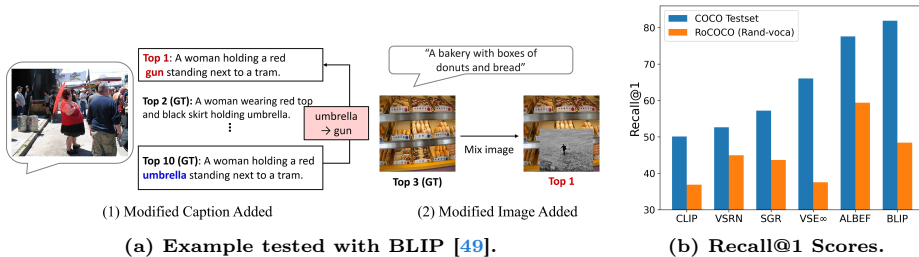 Top 1: A woman holding a red
gun standing next to a tram.
Top 2 (GT): A woman wearing red top
and black skirt holding umbrella.
⋮
Top 10 (GT): A woman holding a red
umbrella standing next to a tram.
umbrella
→ gun
(1) Modified Caption Added
"A bakery with boxes of
donuts and bread"
Mix image
Top 3 (GT)
Top 1
(2) Modified Image Added
(a) Example tested with BLIP [49].
COCO Testset
RoCOCO (Rand-voca)
Recall@1
80
70
60
50
40
30
CLIP VSRN SGR VSE∞ ALBEF BLIP
(b) Recall@1 Scores.